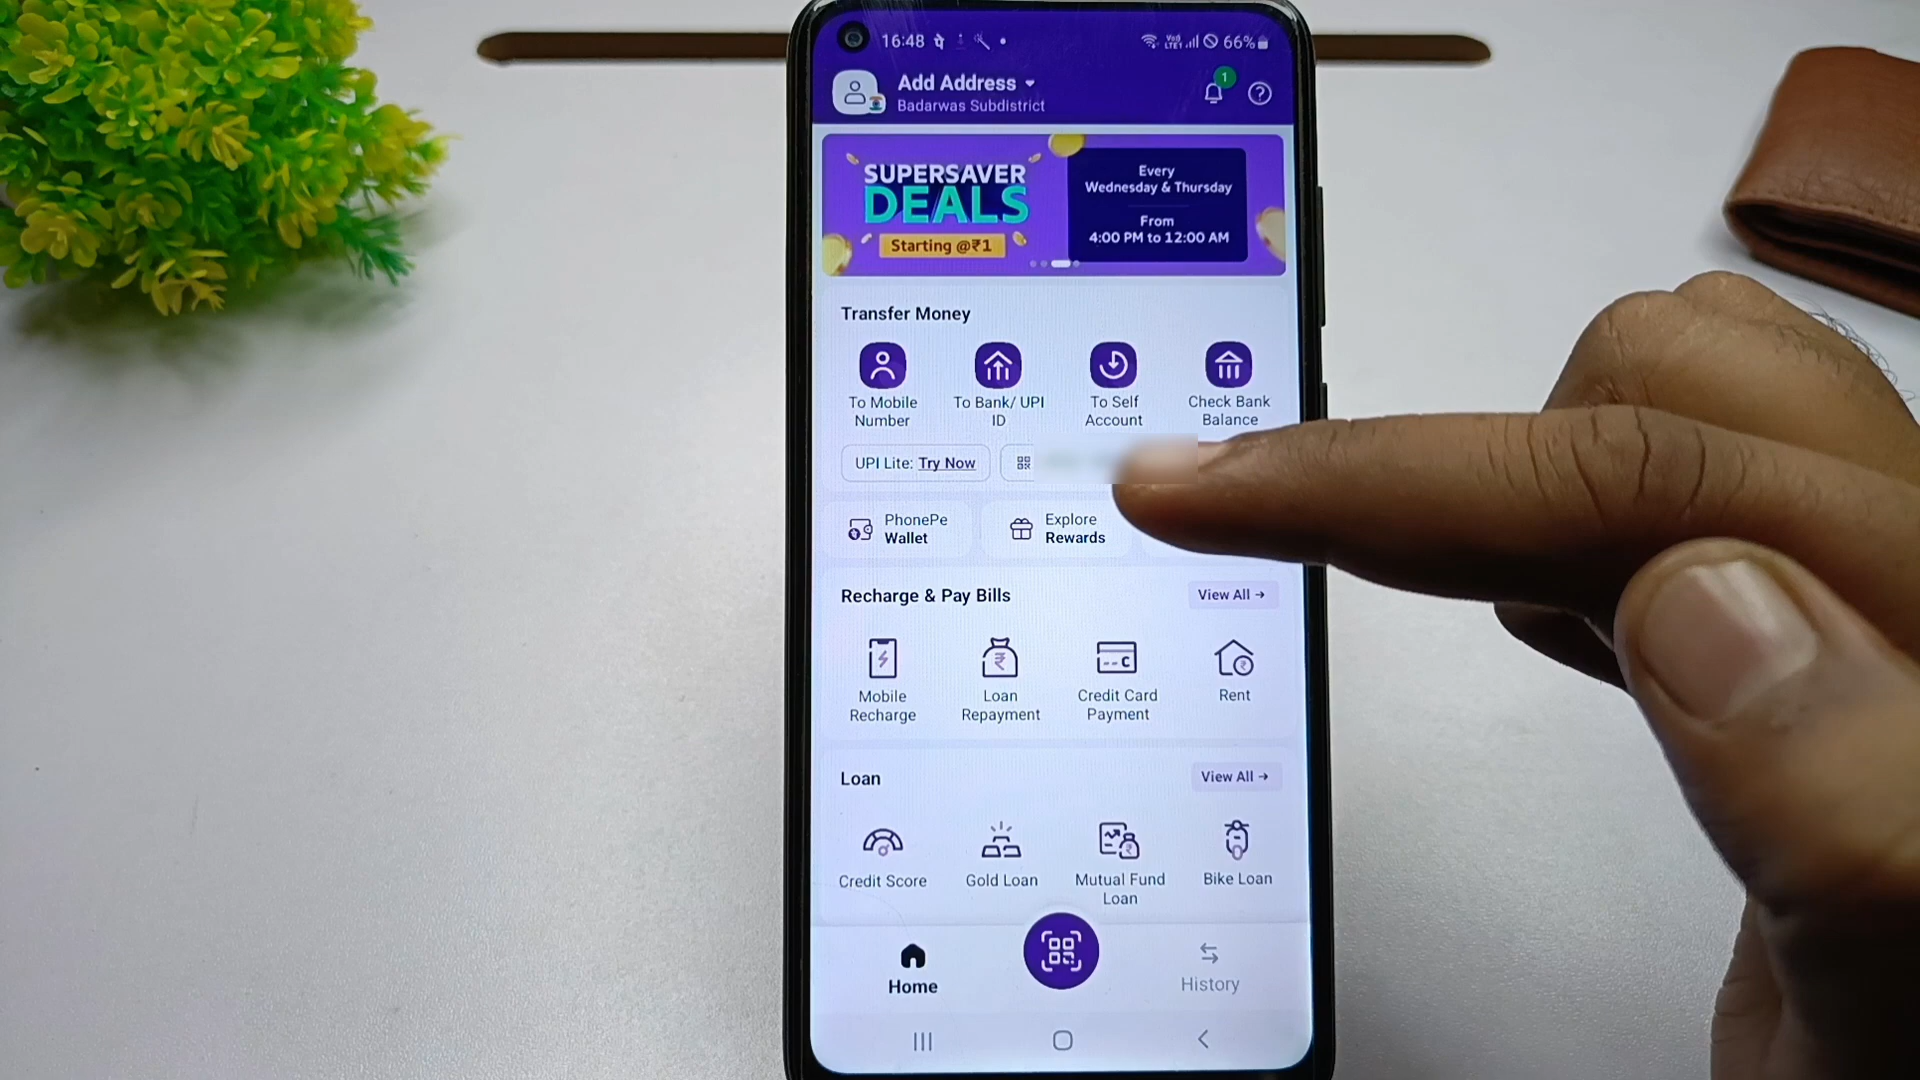 16:48 पे VoD LTE1 66%
Add Address
1
?
Badarwas Subdistrict
SUPERSAVER
DEALS
Starting @₹1
Every
Wednesday & Thursday
From
4:00 PM to 12:00 AM
Transfer Money
To Mobile
Number
To Bank/ UPI
ID
To Self
Account
Check Bank
Balance
UPI Lite: Try Now
PhonePe
Wallet
Explore
Rewards
Recharge & Pay Bills
View All →
Mobile
Recharge
Loan
Repayment
Credit Card
Payment
Rent
Loan
View All →
Credit Score
Gold Loan
Mutual Fund
Loan
Bike Loan
Home
History